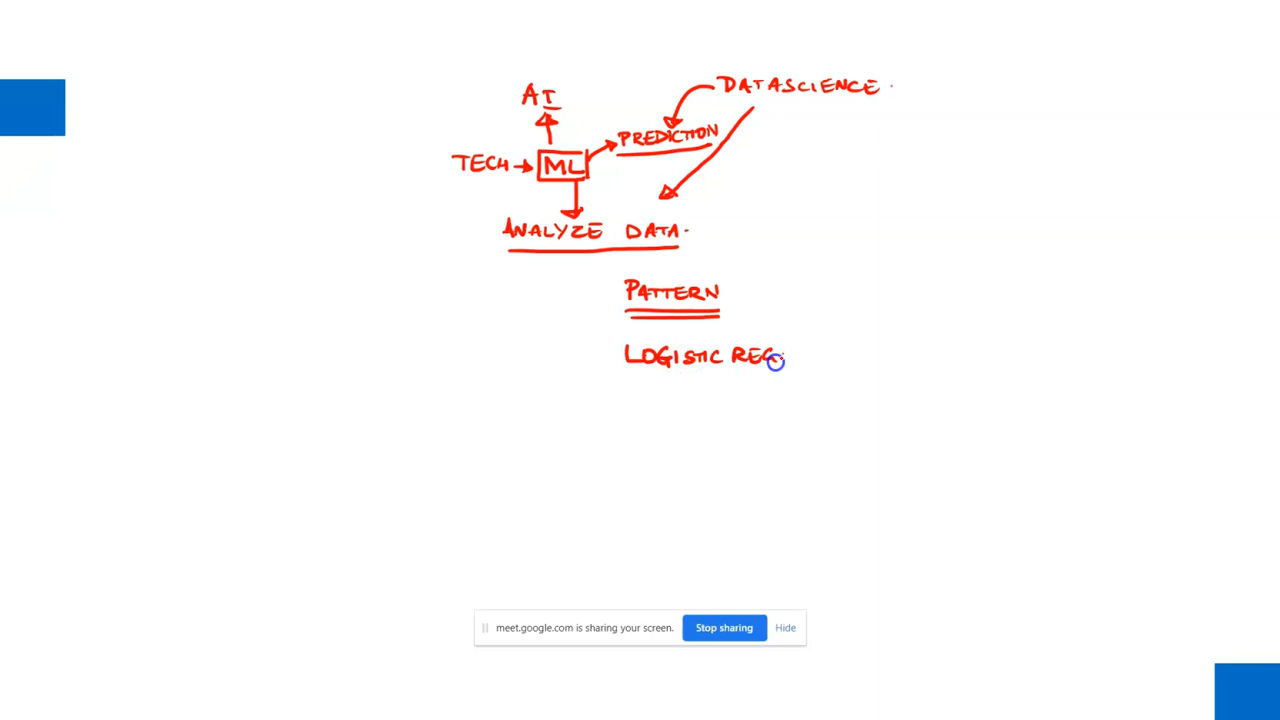 DATASCIENCE.
AI
PREDICTION
TECH → ML
ANALYZE DATA.
PATTERN
LOGISTIC REG
meet.google.com is sharing your screen. Stop sharing Hide